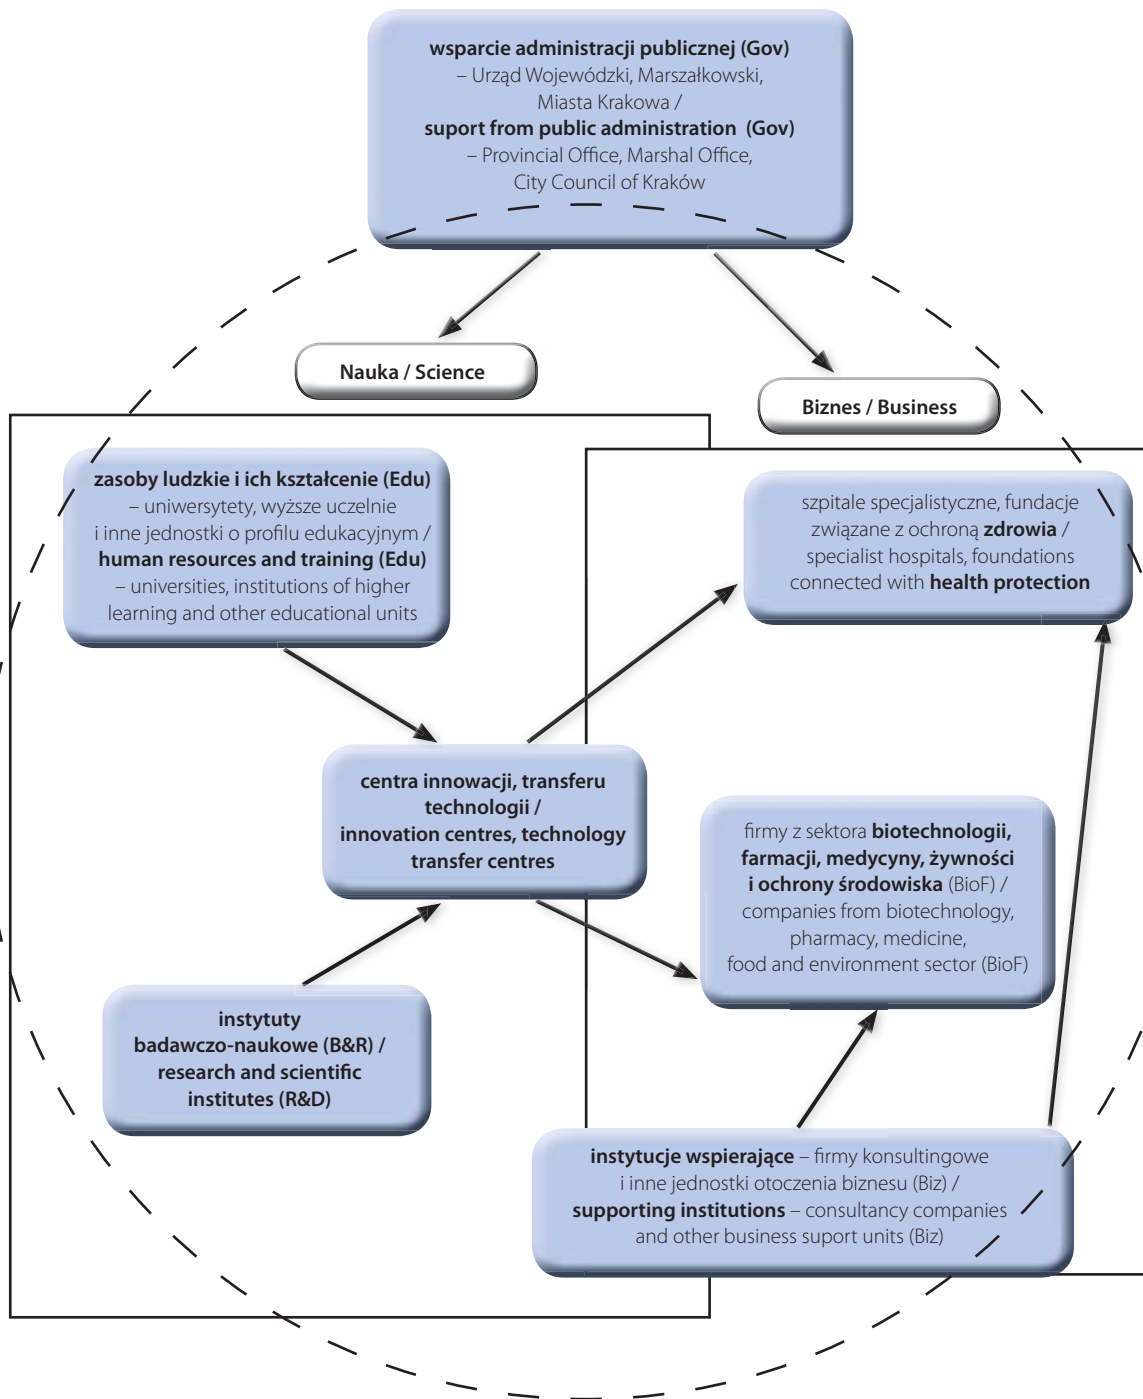 wsparcie administracji publicznej (Gov)
– Urząd Wojewódzki, Marszałkowski,
Miasta Krakowa /
suport from public administration (Gov)
– Provincial Office, Marshal Office,
City Council of Kraków
Nauka / Science
Biznes / Business
zasoby ludzkie i ich kształcenie (Edu)
– uniwersytety, wyższe uczelnie
i inne jednostki o profilu edukacyjnym /
human resources and training (Edu)
– universities, institutions of higher
learning and other educational units
szpitale specjalistyczne, fundacje
związane z ochroną zdrowia /
specialist hospitals, foundations
connected with health protection
centra innowacji, transferu
technologii /
innovation centres, technology
transfer centres
firmy z sektora biotechnologii,
farmacji, medycyny, żywności
i ochrony środowiska (BioF) /
companies from biotechnology,
pharmacy, medicine,
food and environment sector (BioF)
instytuty
badawczo-naukowe (B&R) /
research and scientific
institutes (R&D)
instytucje wspierające – firmy konsultingowe
i inne jednostki otoczenia biznesu (Biz) /
supporting institutions – consultancy companies
and other business suport units (Biz)